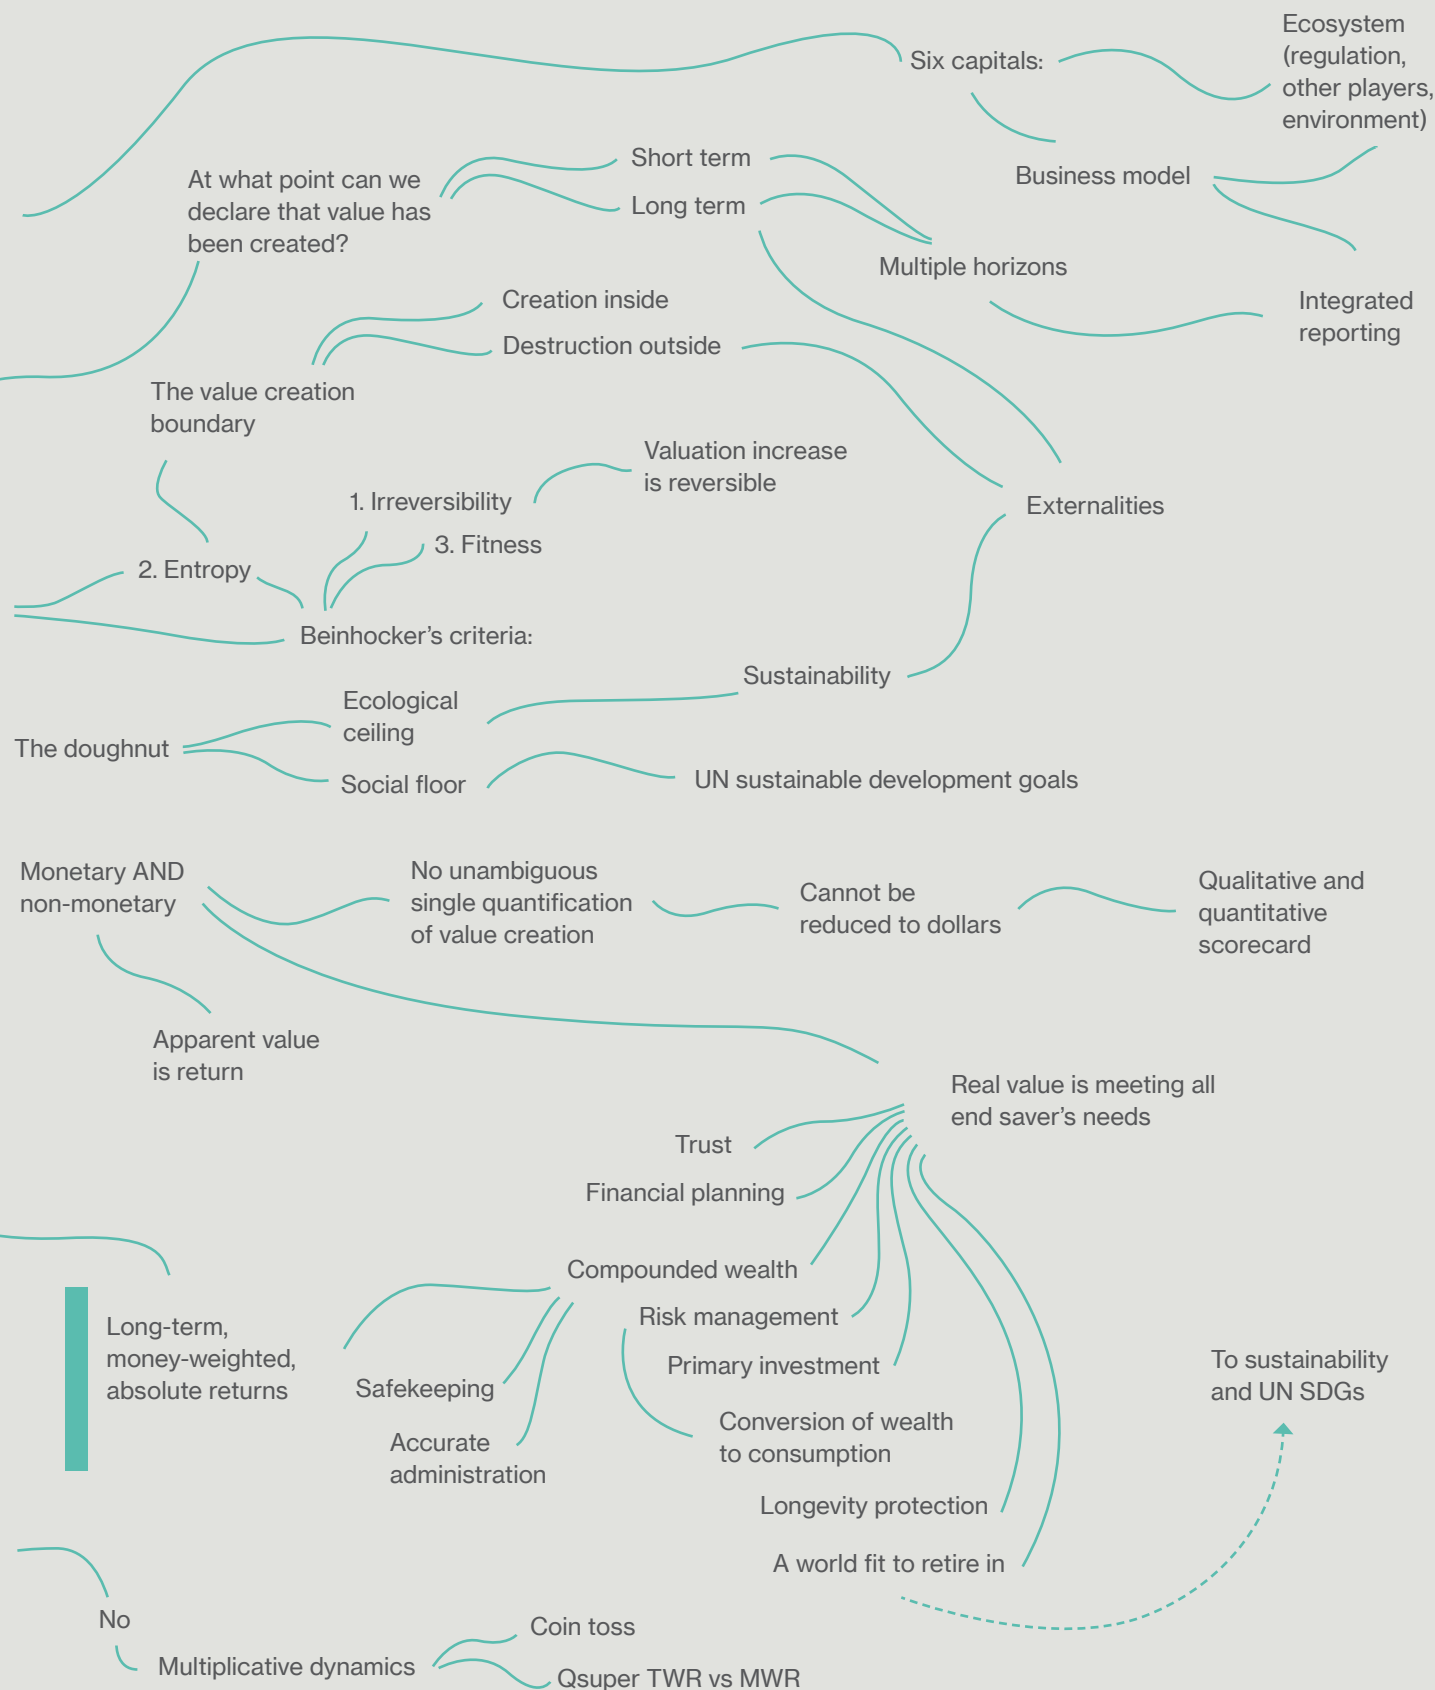 Ecosystem
(regulation,
other players,
environment)
Six capitals:
Business model
Short term
Long term
At what point can we
declare that value has
been created?
Multiple horizons
Integrated
reporting
Creation inside
Destruction outside
The value creation
boundary
Valuation increase
is reversible
1. Irreversibility
3. Fitness
Externalities
2. Entropy
Beinhocker's criteria:
Sustainability
Ecological
ceiling
The doughnut
Social floor
UN sustainable development goals
Monetary AND
non-monetary
No unambiguous
single quantification
of value creation
Cannot be
reduced to dollars
Qualitative and
quantitative
scorecard
Apparent value
is return
Real value is meeting all
end saver's needs
Trust
Financial planning
Compounded wealth
Risk management
Primary investment
Long-term,
money-weighted,
absolute returns
Safekeeping
Accurate
administration
Conversion of wealth
to consumption
To sustainability
and UN SDGs
Longevity protection
A world fit to retire in
No
Multiplicative dynamics
Coin toss
Qsuper TWR vs MWR